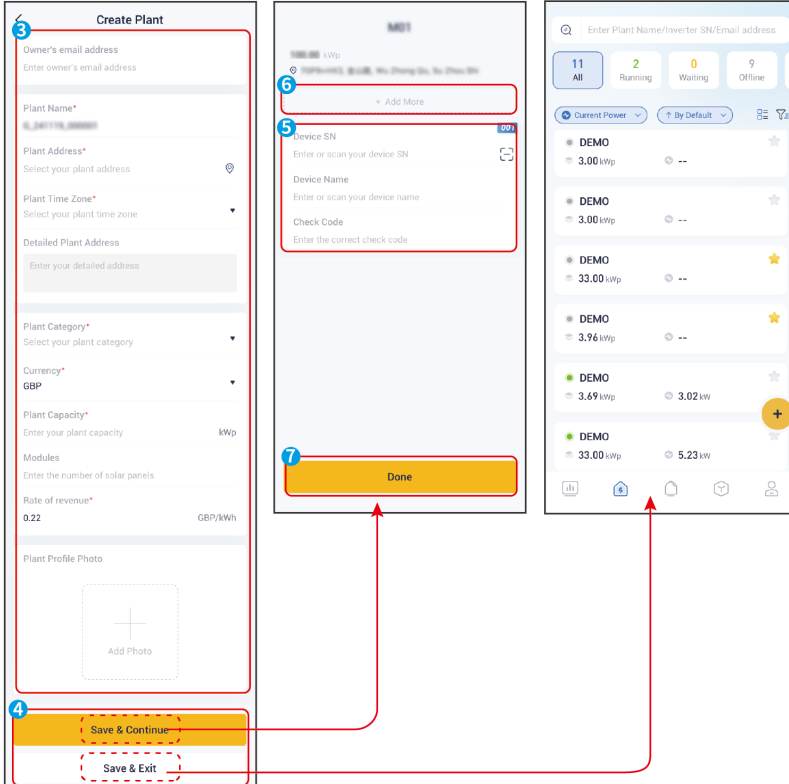 Create Plant
3
Owner's email address
Enter owner's email address
Plant Name*
Plant Address*
Select your plant address
Plant Time Zone*
Select your plant time zone
Detailed Plant Address
Enter your detailed address
Plant Category*
Select your plant category
Currency*
GBP
Plant Capacity*
Enter your plant capacity kWp
Modules
Enter the number of solar panels
Rate of revenue*
0.22 GBP/kWh
Plant Profile Photo
Add Photo
4
Save & Continue
Save & Exit
M01
100.00 kWp
6
+ Add More
5
001
Device SN
Enter or scan your device SN
Device Name
Enter or scan your device name
Check Code
Enter the correct check code
7
Done
Enter Plant Name/Inverter SN/Email address
11 2 0 9
All Running Waiting Offline
Current Power ↑ By Default
DEMO
3.00 kWp --
DEMO
3.00 kWp --
DEMO
33.00 kWp --
DEMO
3.96 kWp --
DEMO
3.69 kWp 3.02 kW
+
DEMO
33.00 kWp 5.23 kW